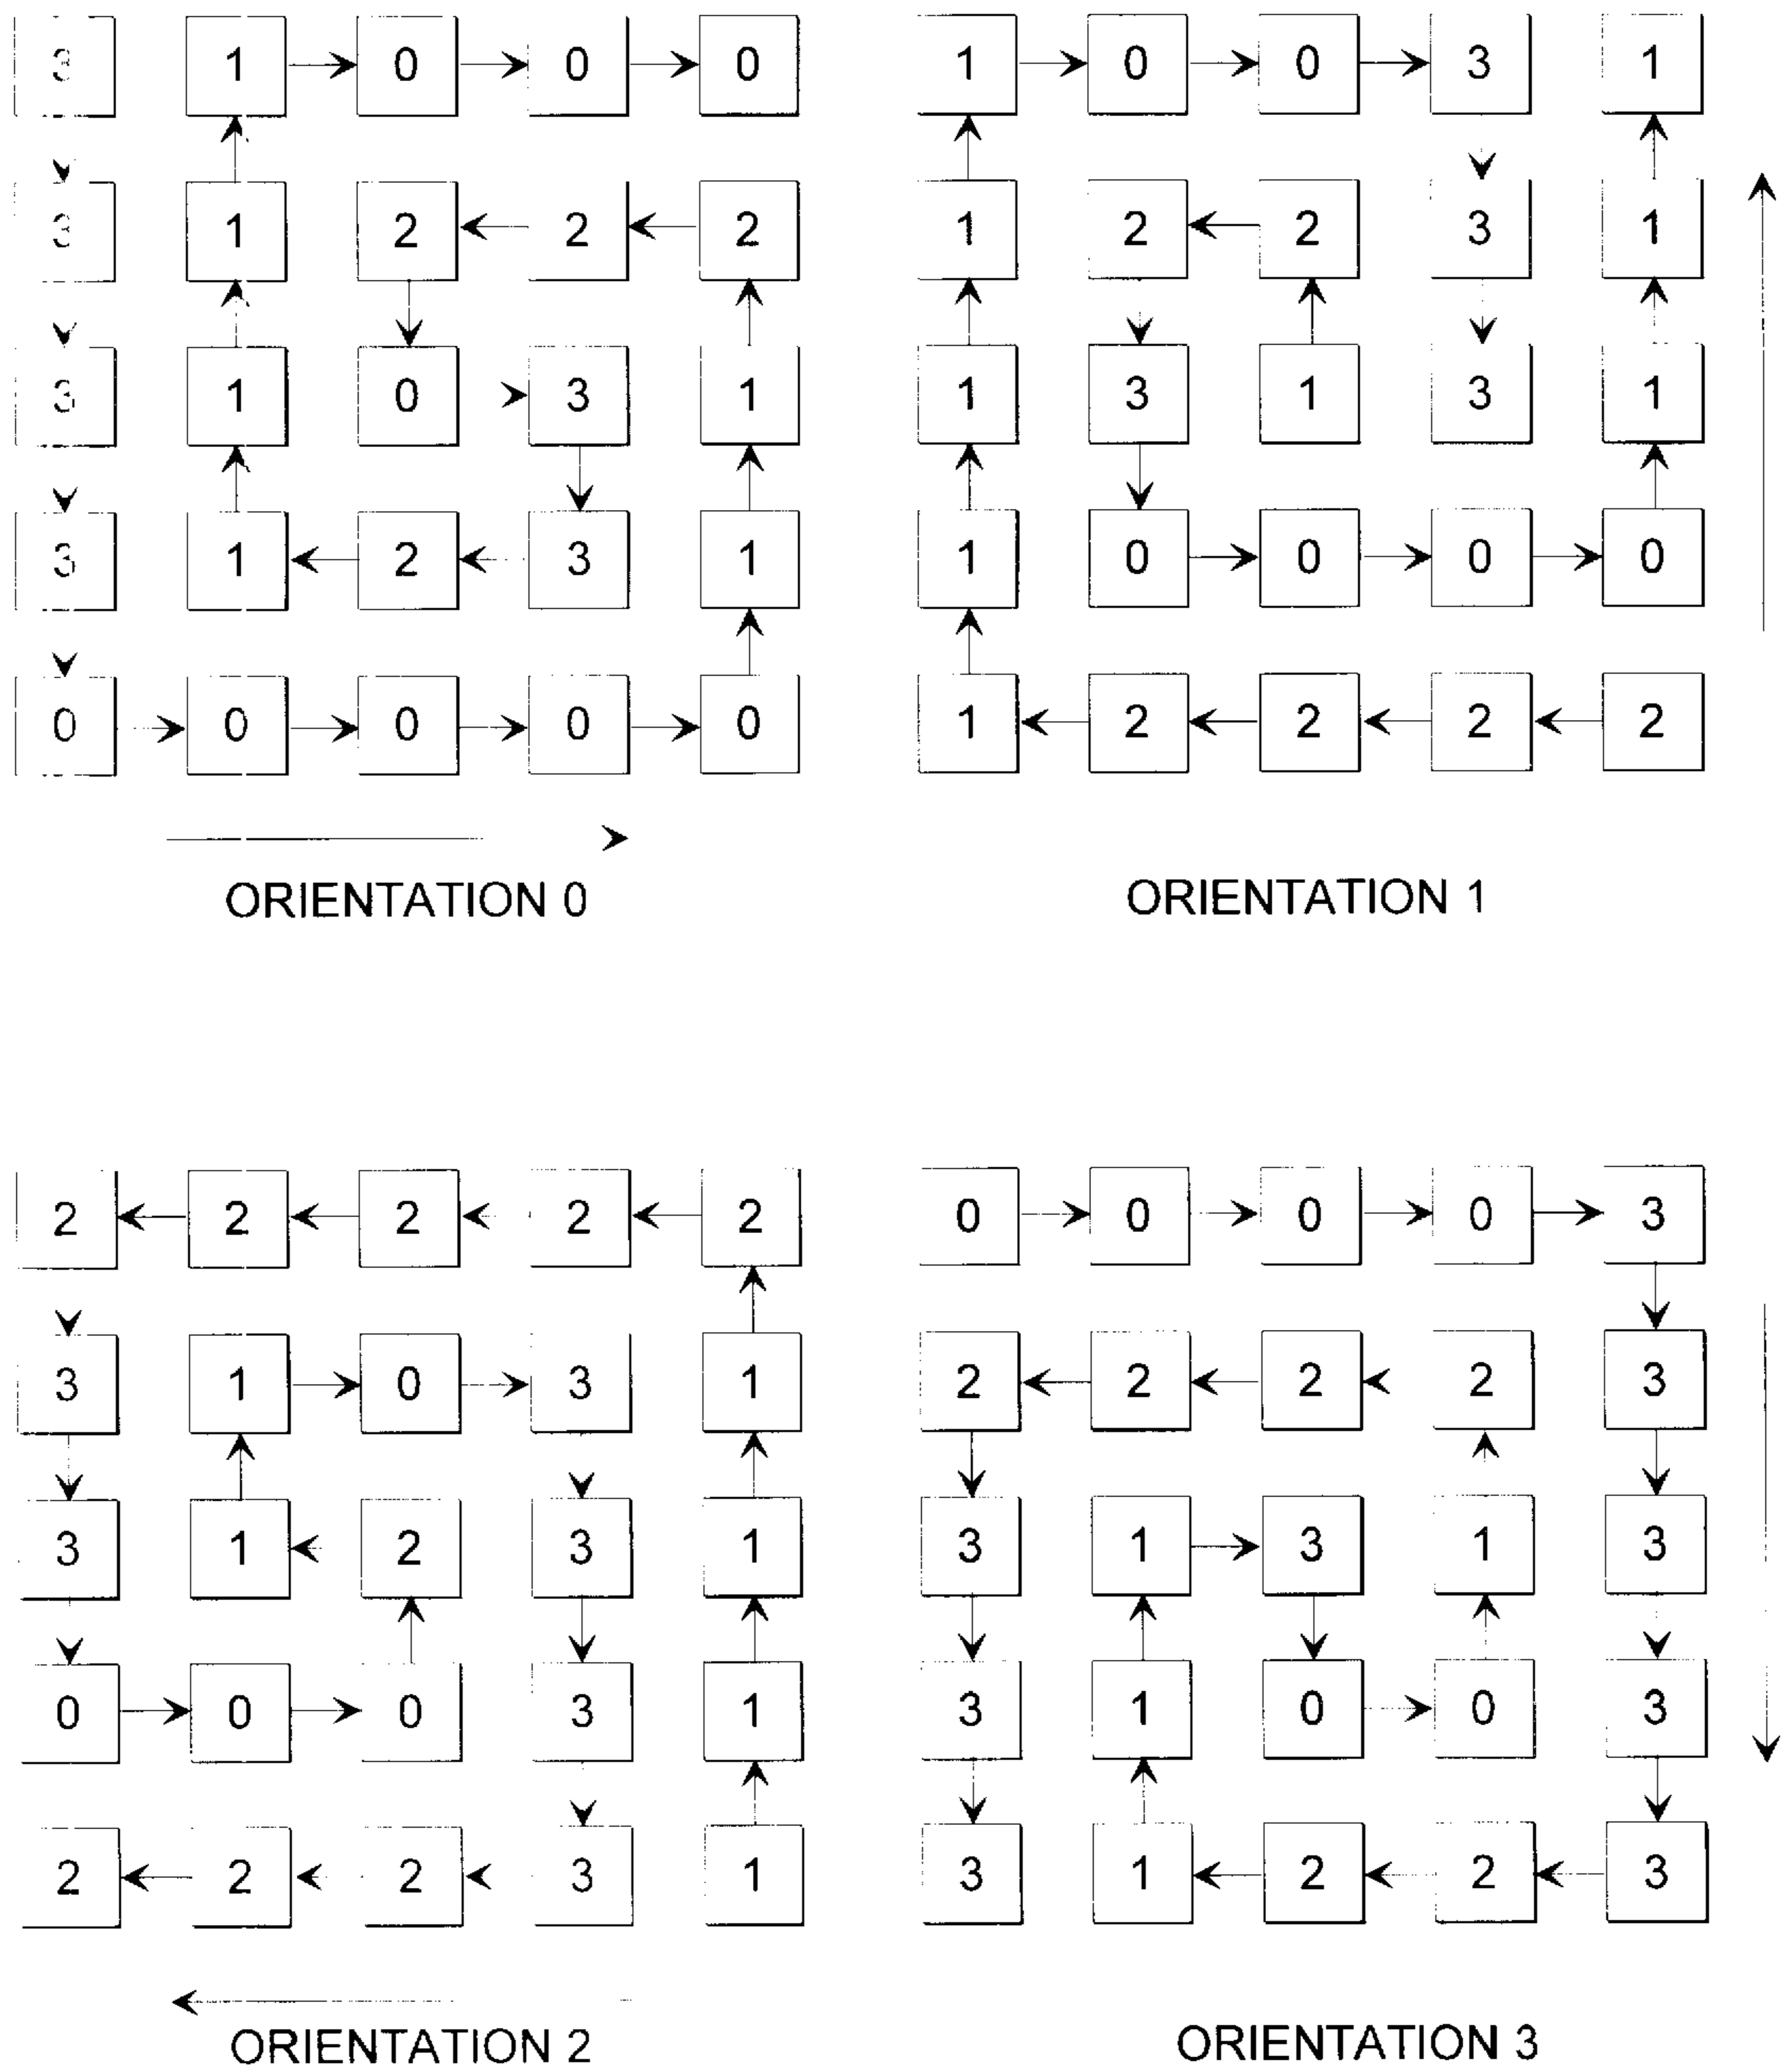 3 1 0 0 0
3 1 2 2 2
3 1 0 3 1
3 1 2 3 1
0 0 0 0 0
ORIENTATION 0
1 0 0 3 1
1 2 2 3 1
1 3 1 3 1
1 0 0 0 0
1 2 2 2 2
ORIENTATION 1
2 2 2 2 2
3 1 0 3 1
3 1 2 3 1
0 0 0 3 1
2 2 2 3 1
ORIENTATION 2
0 0 0 0 3
2 2 2 2 3
3 1 3 1 3
3 1 0 0 3
3 1 2 2 3
ORIENTATION 3